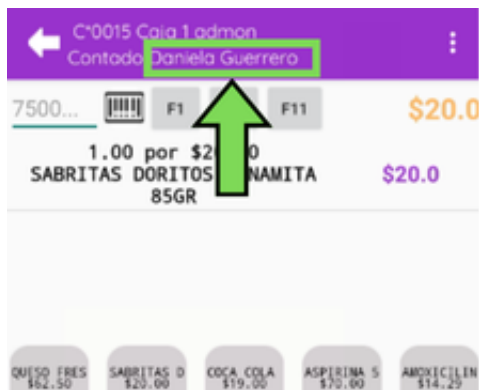 C*0015 Caja 1 admon
Contado Daniela Guerrero
7500... F1 F11 $20.0
1.00 por $2 0
SABRITAS DORITOS NAMITA $20.0
85GR
QUESO FRES SABRITAS D COCA COLA ASPIRINA S AMOXICILIN
$62.50 $20.00 $19.00 $70.00 $14.29